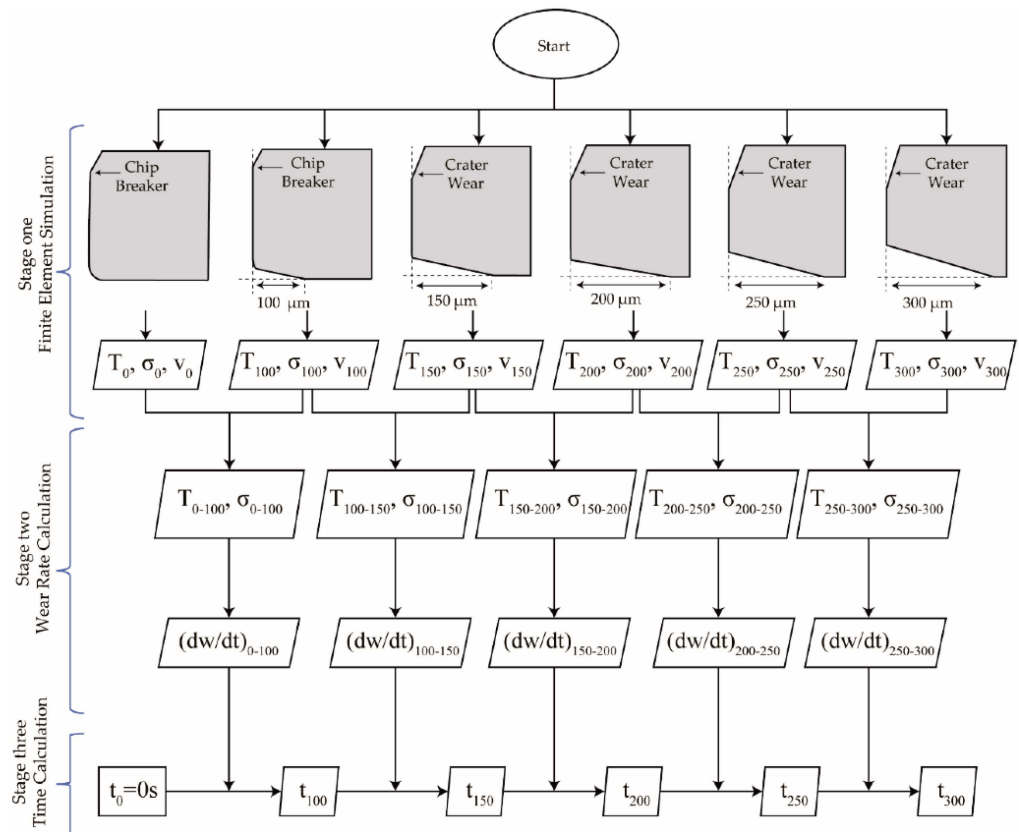 Start
Stage one
Finite Element Simulation
Chip
Breaker
Chip
Breaker
Crater
Wear
Crater
Wear
Crater
Wear
Crater
Wear
100 µm
150 µm
200 µm
250 µm
300 µm
T₀, σ₀, v₀
T₁₀₀, σ₁₀₀, v₁₀₀
T₁₅₀, σ₁₅₀, v₁₅₀
T₂₀₀, σ₂₀₀, v₂₀₀
T₂₅₀, σ₂₅₀, v₂₅₀
T₃₀₀, σ₃₀₀, v₃₀₀
Stage two
Wear Rate Calculation
T₀₋₁₀₀, σ₀₋₁₀₀
T₁₀₀₋₁₅₀, σ₁₀₀₋₁₅₀
T₁₅₀₋₂₀₀, σ₁₅₀₋₂₀₀
T₂₀₀₋₂₅₀, σ₂₀₀₋₂₅₀
T₂₅₀₋₃₀₀, σ₂₅₀₋₃₀₀
(dw/dt)₀₋₁₀₀
(dw/dt)₁₀₀₋₁₅₀
(dw/dt)₁₅₀₋₂₀₀
(dw/dt)₂₀₀₋₂₅₀
(dw/dt)₂₅₀₋₃₀₀
Stage three
Time Calculation
t₀=0s
t₁₀₀
t₁₅₀
t₂₀₀
t₂₅₀
t₃₀₀